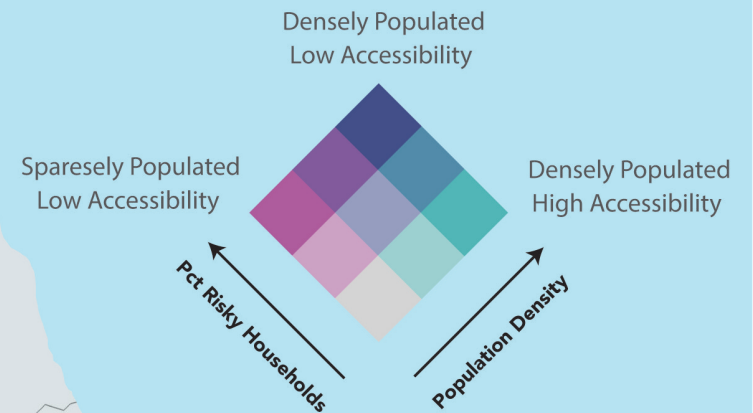 Densely Populated
Low Accessibility
Sparesely Populated
Low Accessibility
Densely Populated
High Accessibility
Pct Risky Households
Population Density